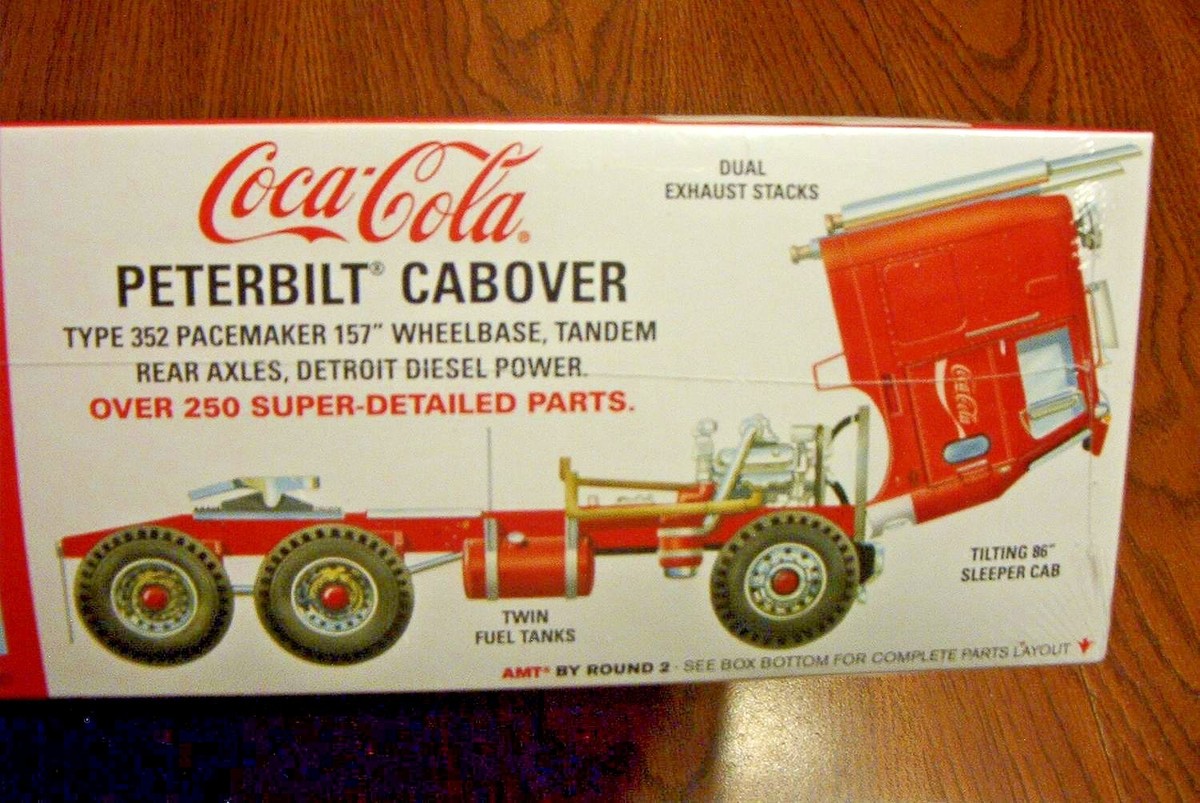 Coca-Cola®
PETERBILT® CABOVER
TYPE 352 PACEMAKER 157" WHEELBASE, TANDEM
REAR AXLES, DETROIT DIESEL POWER.
OVER 250 SUPER-DETAILED PARTS.
DUAL
EXHAUST STACKS
Coca-Cola
TILTING 86"
SLEEPER CAB
TWIN
FUEL TANKS
AMT® BY ROUND 2 - SEE BOX BOTTOM FOR COMPLETE PARTS LAYOUT